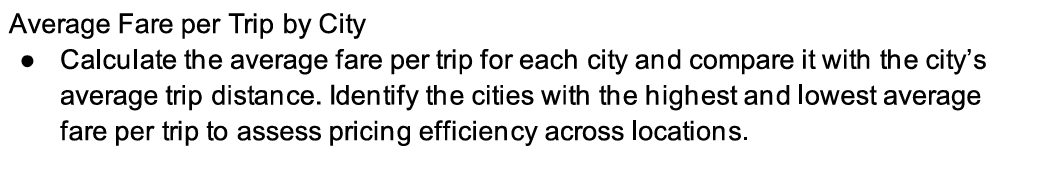 Average Fare per Trip by City
● Calculate the average fare per trip for each city and compare it with the city’s
average trip distance. Identify the cities with the highest and lowest average
fare per trip to assess pricing efficiency across locations.